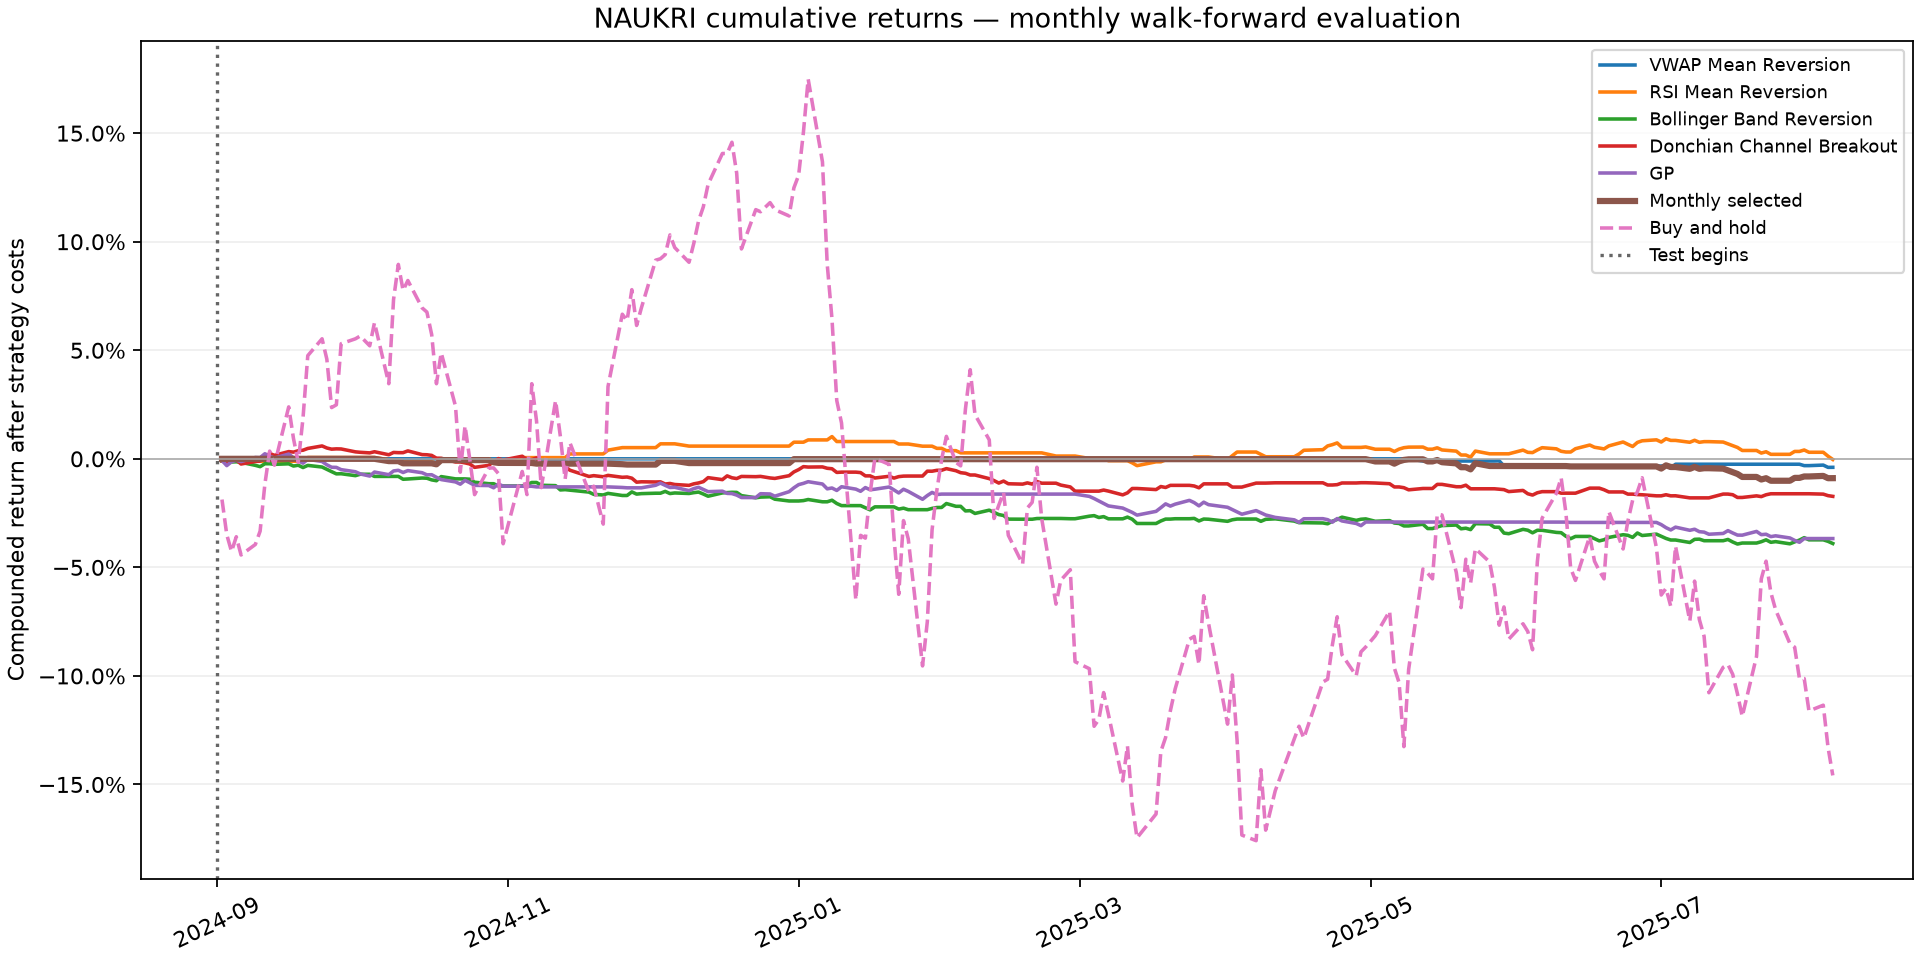 NAUKRI cumulative returns — monthly walk-forward evaluation
Compounded return after strategy costs
15.0%
10.0%
5.0%
0.0%
−5.0%
−10.0%
−15.0%
2024-09
2024-11
2025-01
2025-03
2025-05
2025-07
VWAP Mean Reversion
RSI Mean Reversion
Bollinger Band Reversion
Donchian Channel Breakout
GP
Monthly selected
Buy and hold
Test begins